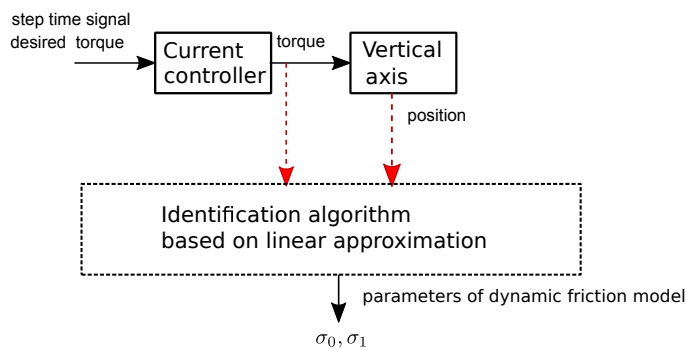 step time signal
desired torque
Current
controller
torque
Vertical
axis
position
Identification algorithm
based on linear approximation
parameters of dynamic friction model
σ₀, σ₁